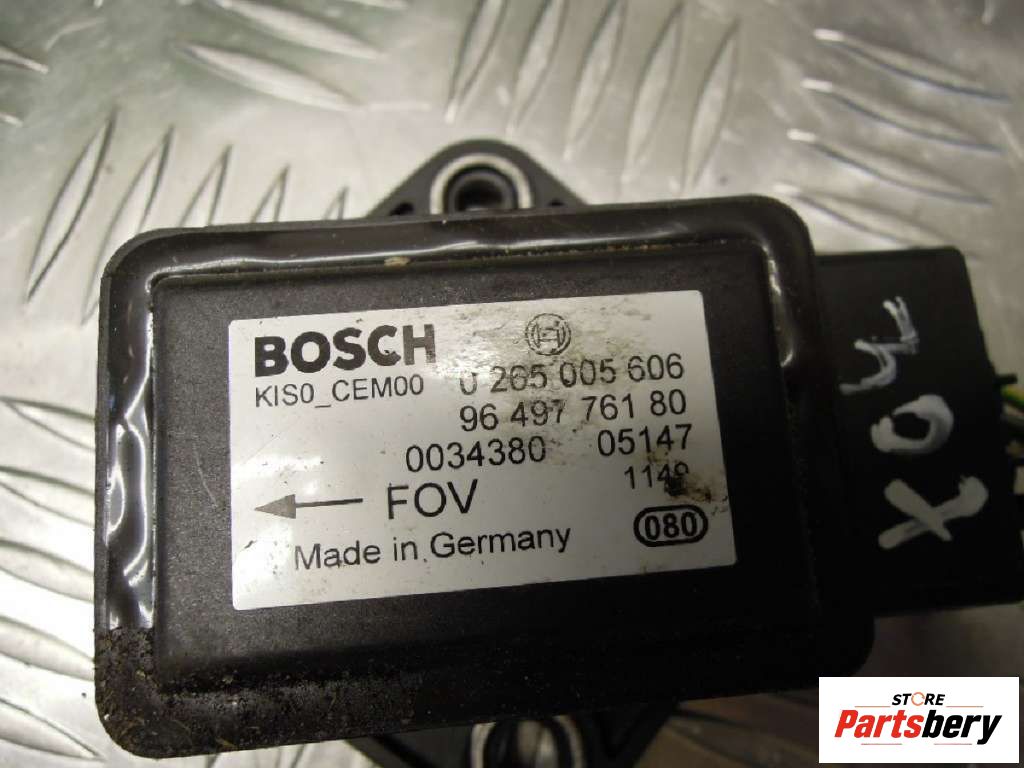 BOSCH
KIS0_CEM00 0 265 005 606
96 497 761 80
0034380 05147
1149
FOV
Made in Germany 080
X04
STORE
Partsbery